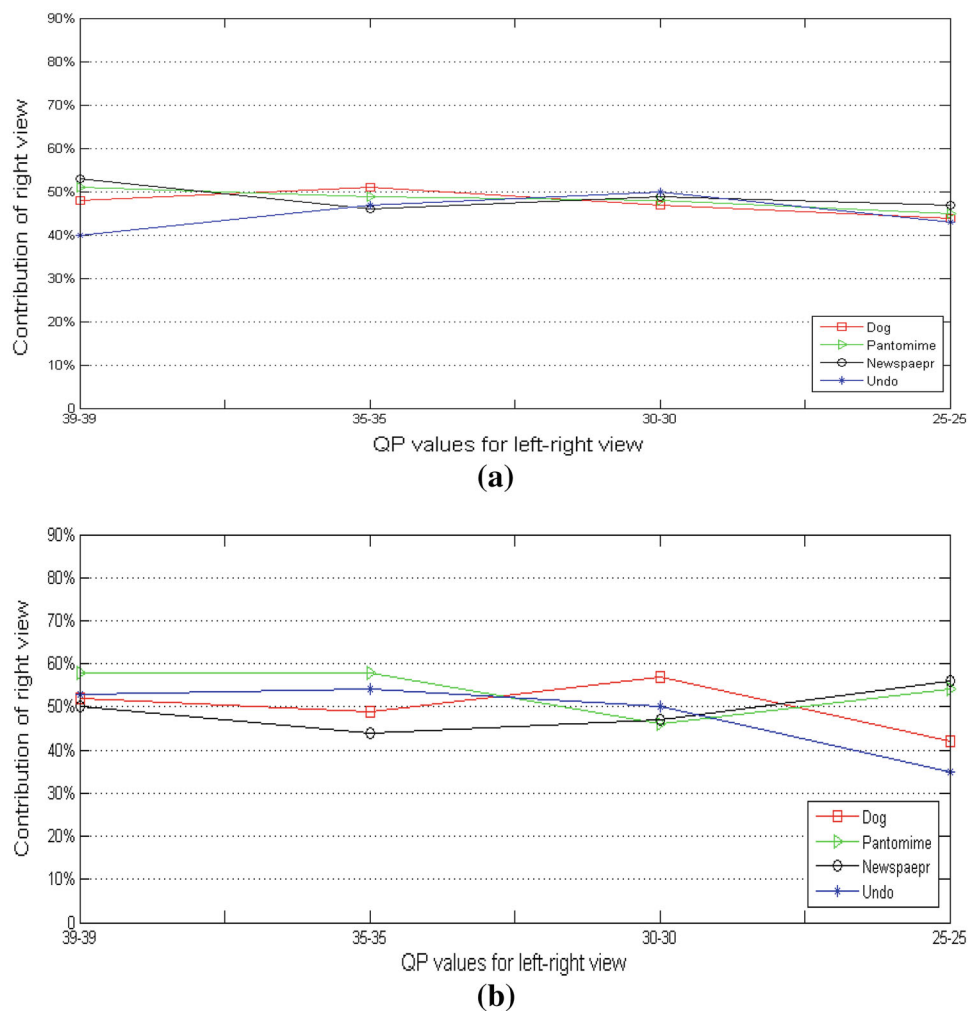 90%
80%
70%
60%
50%
40%
30%
20%
10%
0
Contribution of right view
39-39 35-35 30-30 25-25
QP values for left-right view
Dog
Pantomime
Newspaepr
Undo
(a)
90%
80%
70%
60%
50%
40%
30%
20%
10%
0
Contribution of right view
39-39 35-35 30-30 25-25
QP values for left-right view
Dog
Pantomime
Newspaepr
Undo
(b)